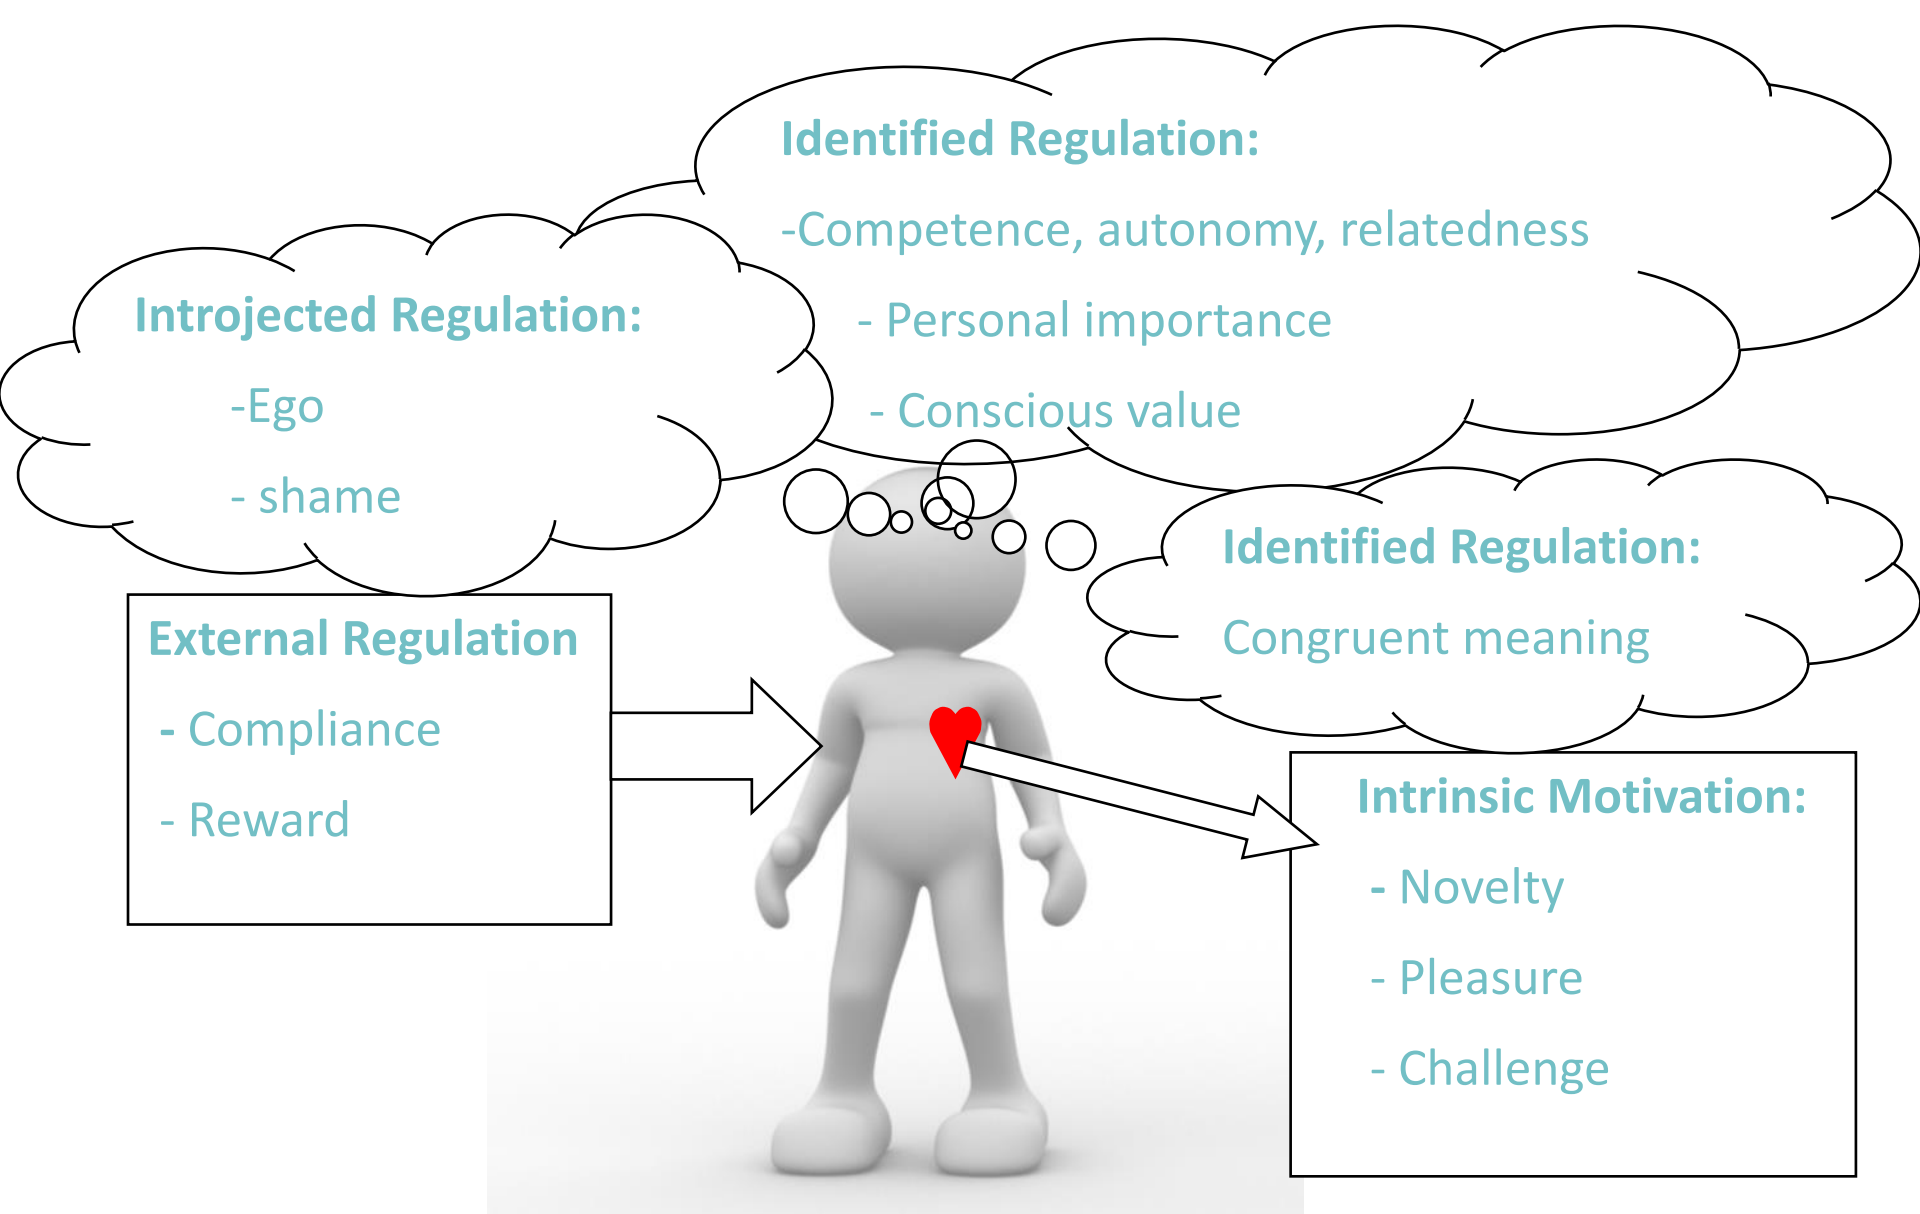 Identified Regulation:
-Competence, autonomy, relatedness
- Personal importance
- Conscious value
Introjected Regulation:
-Ego
- shame
Identified Regulation:
Congruent meaning
External Regulation
- Compliance
- Reward
Intrinsic Motivation:
- Novelty
- Pleasure
- Challenge